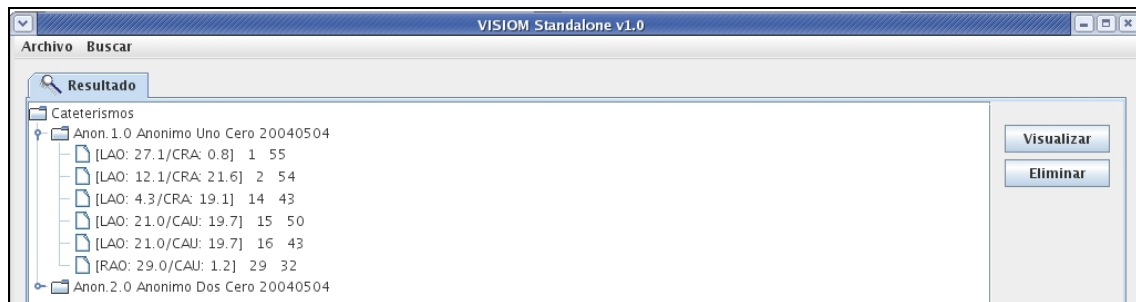 VISIOM Standalone v1.0
Archivo Buscar
Resultado
Cateterismos
Anon.1.0 Anonimo Uno Cero 20040504
[LAO: 27.1/CRA: 0.8] 1 55
[LAO: 12.1/CRA: 21.6] 2 54
[LAO: 4.3/CRA: 19.1] 14 43
[LAO: 21.0/CAU: 19.7] 15 50
[LAO: 21.0/CAU: 19.7] 16 43
[RAO: 29.0/CAU: 1.2] 29 32
Anon.2.0 Anonimo Dos Cero 20040504
Visualizar
Eliminar